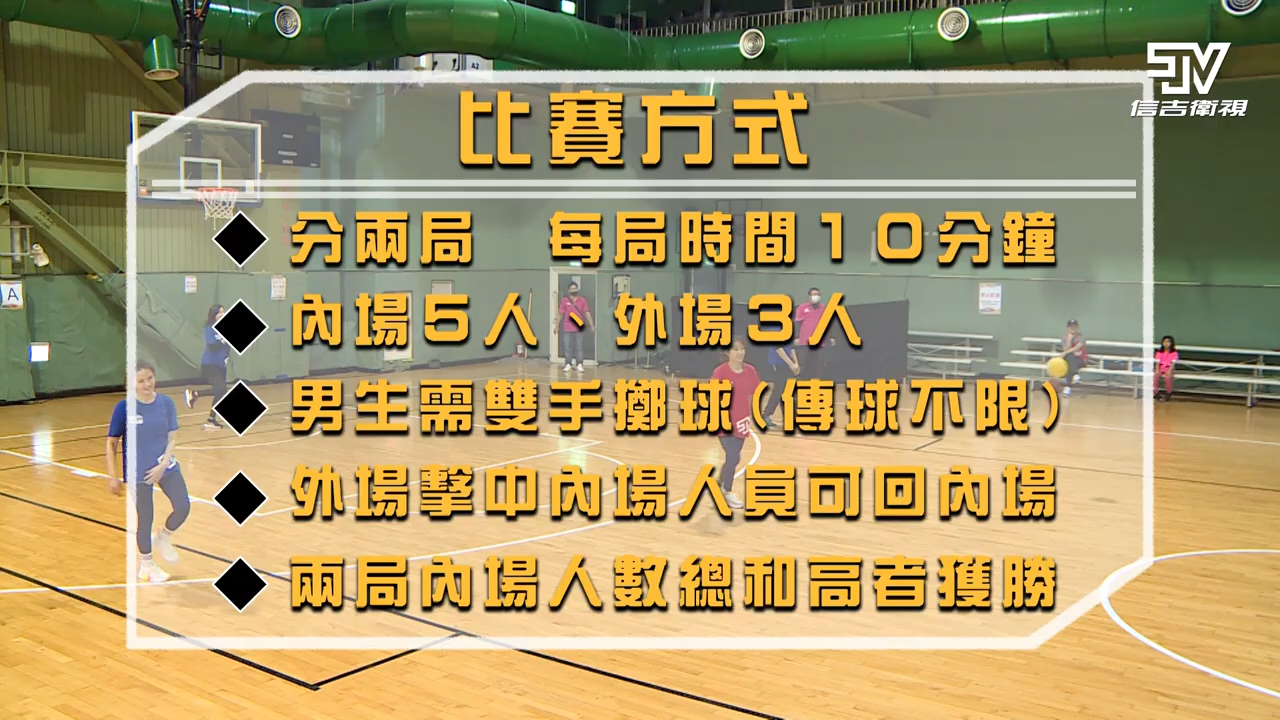 SJV
信吉衛視
A2
比賽方式
分兩局　每局時間10分鐘
內場5人、外場3人
男生需雙手擲球(傳球不限)
外場擊中內場人員可回內場
兩局內場人數總和高者獲勝
A